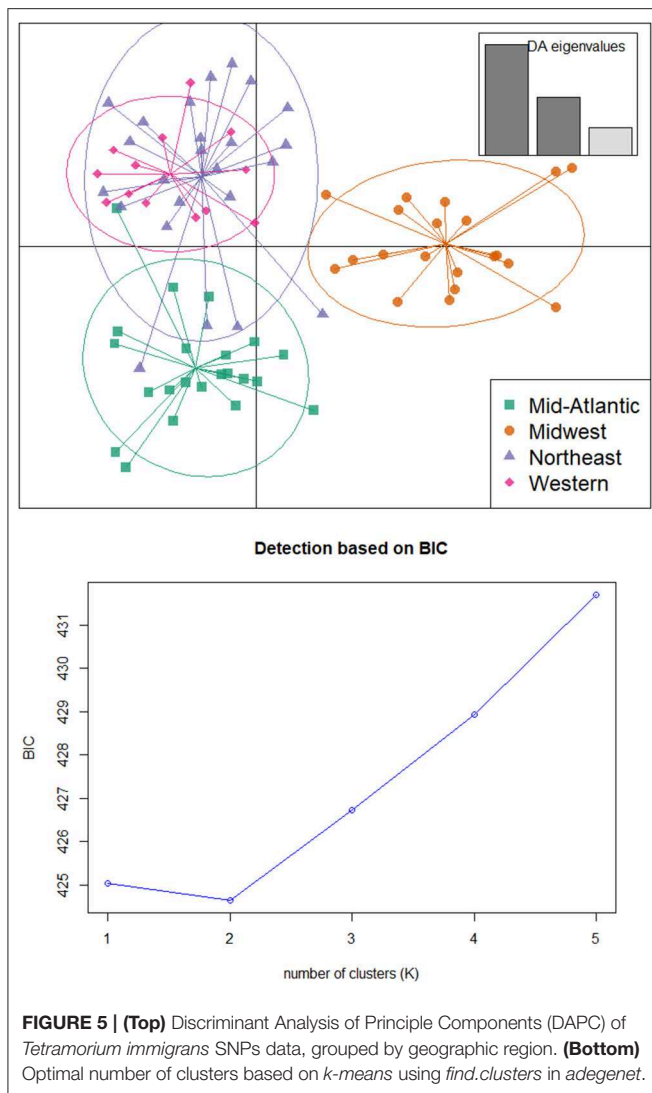 DA eigenvalues
Mid-Atlantic
Midwest
Northeast
Western
Detection based on BIC
431
430
429
428
427
426
425
BIC
1 2 3 4 5
number of clusters (K)
FIGURE 5 | (Top) Discriminant Analysis of Principle Components (DAPC) of
Tetramorium immigrans SNPs data, grouped by geographic region. (Bottom)
Optimal number of clusters based on k-means using find.clusters in adegenet.